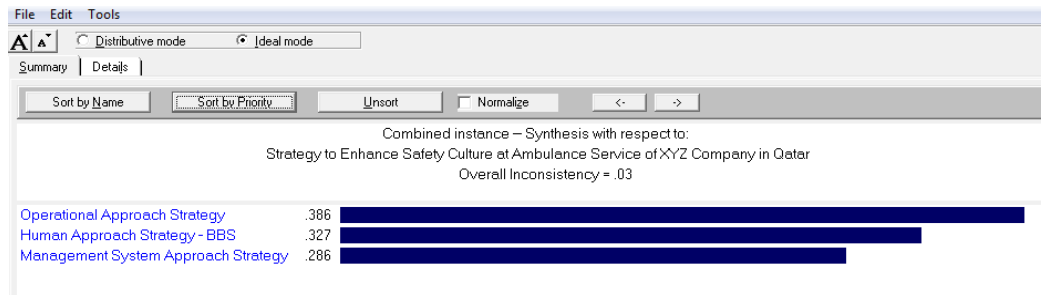 File Edit Tools
A A Distributive mode Ideal mode
Summary Details
Sort by Name Sort by Priority Unsort Normalize <- ->
Combined instance -- Synthesis with respect to:
Strategy to Enhance Safety Culture at Ambulance Service of XYZ Company in Qatar
Overall Inconsistency = .03
Operational Approach Strategy .386
Human Approach Strategy - BBS .327
Management System Approach Strategy .286